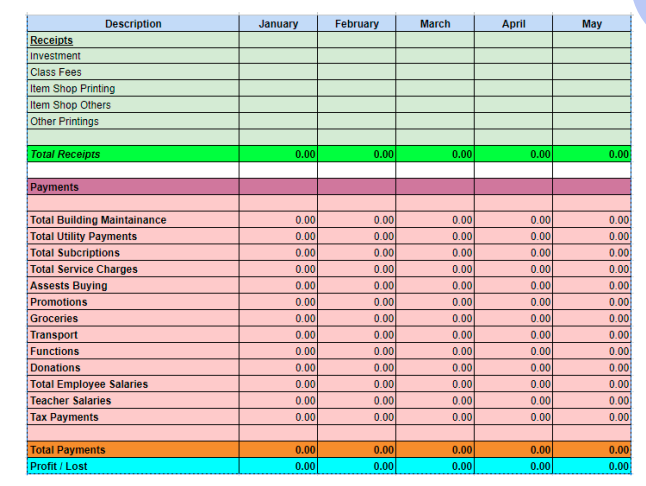 Description January February March April May
Receipts
Investment
Class Fees
Item Shop Printing
Item Shop Others
Other Printings
Total Receipts 0.00 0.00 0.00 0.00 0.00
Payments
Total Building Maintainance 0.00 0.00 0.00 0.00 0.00
Total Utility Payments 0.00 0.00 0.00 0.00 0.00
Total Subcriptions 0.00 0.00 0.00 0.00 0.00
Total Service Charges 0.00 0.00 0.00 0.00 0.00
Assests Buying 0.00 0.00 0.00 0.00 0.00
Promotions 0.00 0.00 0.00 0.00 0.00
Groceries 0.00 0.00 0.00 0.00 0.00
Transport 0.00 0.00 0.00 0.00 0.00
Functions 0.00 0.00 0.00 0.00 0.00
Donations 0.00 0.00 0.00 0.00 0.00
Total Employee Salaries 0.00 0.00 0.00 0.00 0.00
Teacher Salaries 0.00 0.00 0.00 0.00 0.00
Tax Payments 0.00 0.00 0.00 0.00 0.00
Total Payments 0.00 0.00 0.00 0.00 0.00
Profit / Lost 0.00 0.00 0.00 0.00 0.00